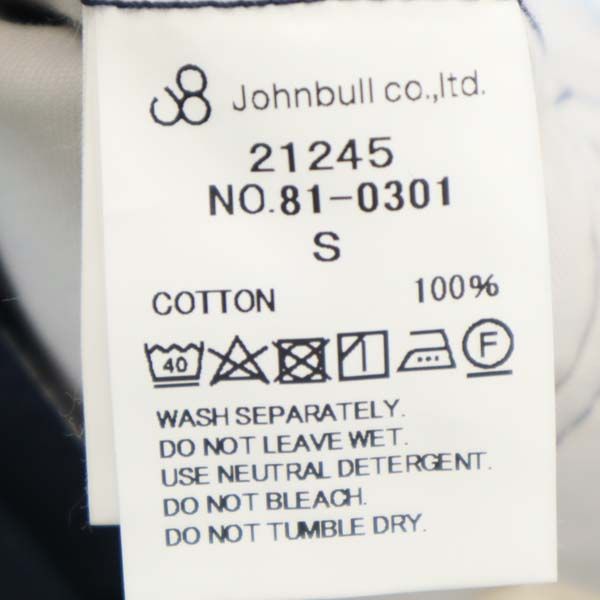 Johnbull co.,ltd.
21245
NO.81-0301
S
COTTON 100%
40 F
WASH SEPARATELY.
DO NOT LEAVE WET.
USE NEUTRAL DETERGENT.
DO NOT BLEACH.
DO NOT TUMBLE DRY.